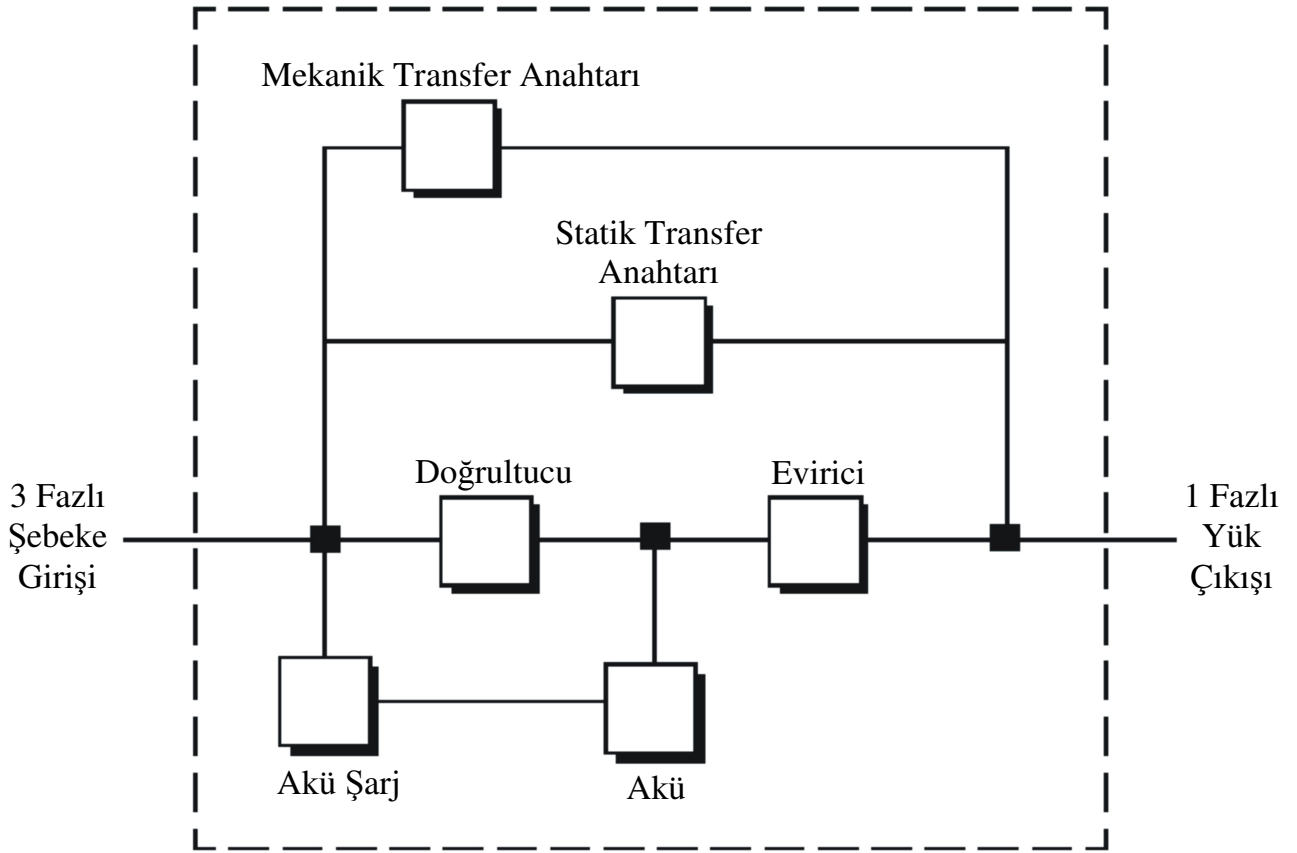 Mekanik Transfer Anahtarı
Statik Transfer
Anahtarı
Doğrultucu
Evirici
3 Fazlı
Şebeke
Girişi
1 Fazlı
Yük
Çıkışı
Akü Şarj
Akü